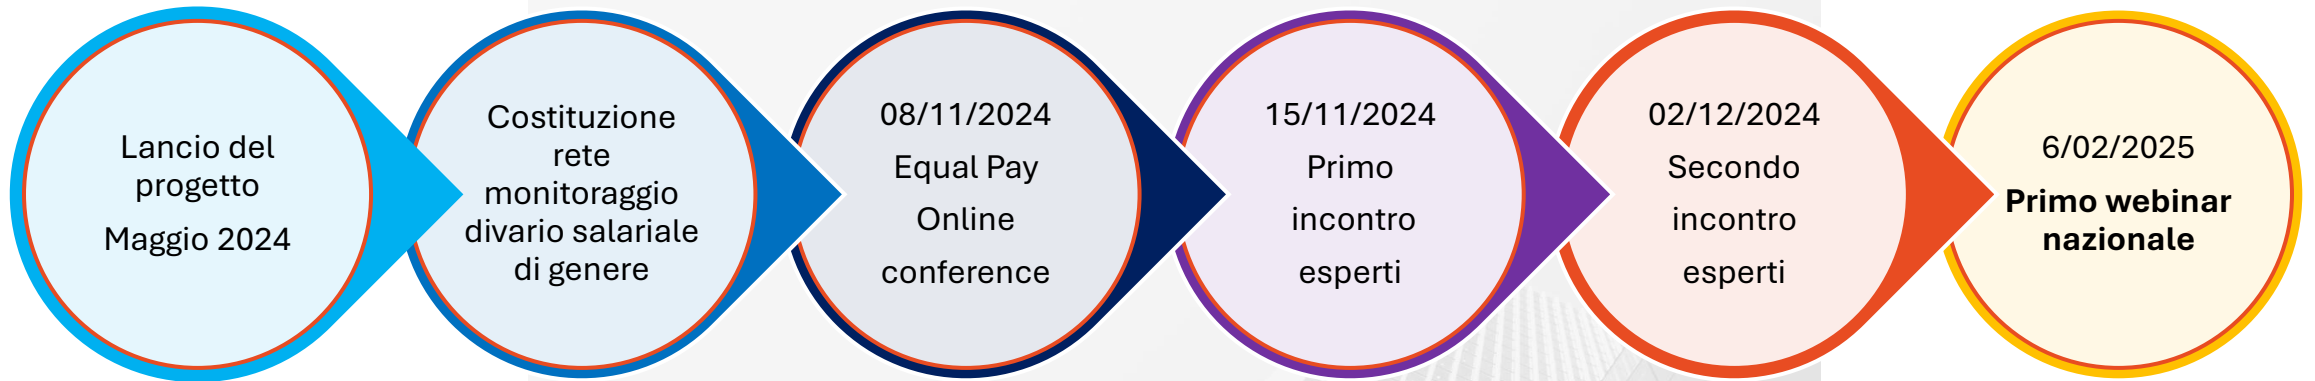 Lancio del
progetto
Maggio 2024
Costituzione
rete
monitoraggio
divario salariale
di genere
08/11/2024
Equal Pay
Online
conference
15/11/2024
Primo
incontro
esperti
02/12/2024
Secondo
incontro
esperti
6/02/2025
Primo webinar
nazionale